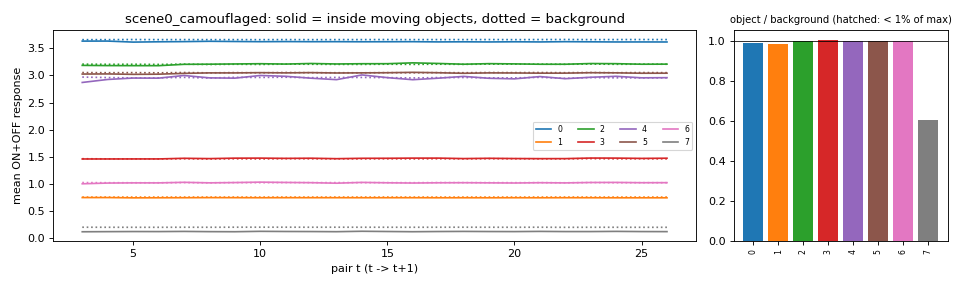 scene0_camouflaged: solid = inside moving objects, dotted = background
mean ON+OFF response
3.5
3.0
2.5
2.0
1.5
1.0
0.5
0.0
0 2 4 6
1 3 5 7
5 10 15 20 25
pair t (t -> t+1)
object / background (hatched: < 1% of max)
1.0
0.8
0.6
0.4
0.2
0.0
0 1 2 3 4 5 6 7